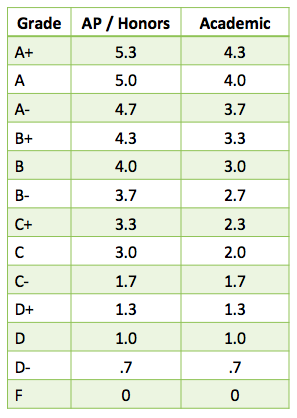 Grade AP / Honors Academic
A+ 5.3 4.3
A 5.0 4.0
A- 4.7 3.7
B+ 4.3 3.3
B 4.0 3.0
B- 3.7 2.7
C+ 3.3 2.3
C 3.0 2.0
C- 1.7 1.7
D+ 1.3 1.3
D 1.0 1.0
D- .7 .7
F 0 0